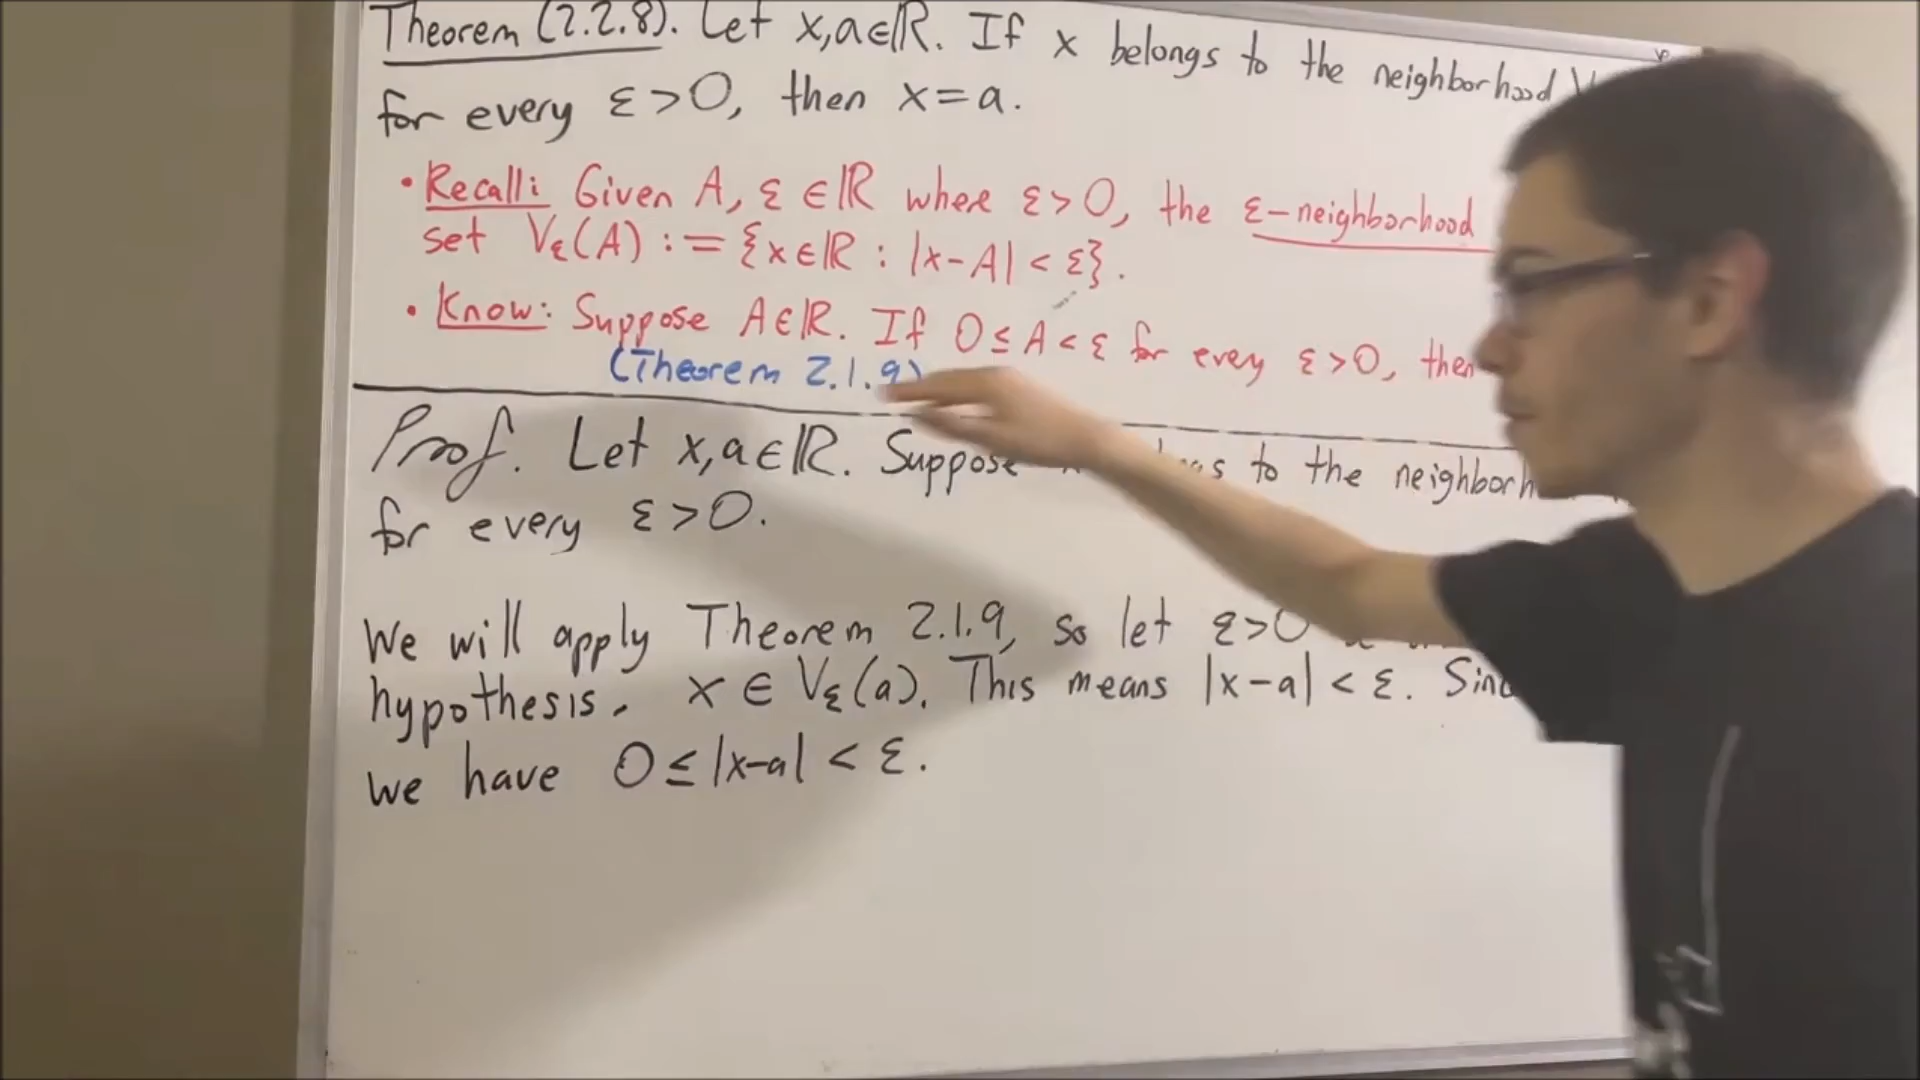 Theorem (2.2.8). Let x,a∈ℝ. If x belongs to the neighborhood
for every ε>0, then x=a.
• Recall: Given A, ε ∈ℝ where ε>0, the ε-neighborhood
set Vε(A) := {x∈ℝ : |x-A| < ε}.
• Know: Suppose A∈ℝ. If 0≤A<ε for every ε>0, then
(Theorem 2.1.9)
Proof. Let x,a∈ℝ. Suppose to the
for every ε>0.
We will apply Theorem 2.1.9, so let ε>0
hypothesis, x ∈ Vε(a). This means |x-a| < ε.
we have 0≤|x-a| < ε.